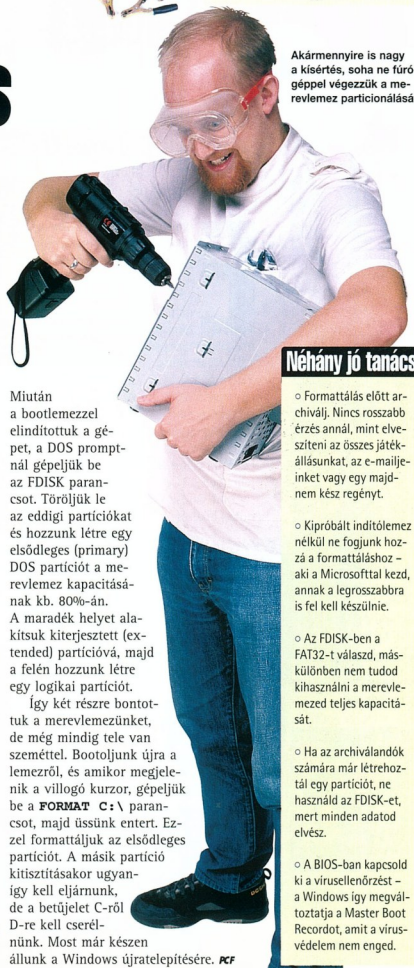 Akármennyire is nagy
a kísértés, soha ne fúró-
géppel végezzük a me-
revlemez particionálásá
Miután
a bootlemezzel
elindítottuk a gé-
pet, a DOS prompt-
nál gépeljük be
az FDISK paran-
csot. Töröljük le
az eddigi partíciókat
és hozzunk létre egy
elsődleges (primary)
DOS partíciót a me-
revlemez kapacitásá-
nak kb. 80%-án.
A maradék helyet ala-
kítsuk kiterjesztett (ex-
tended) partícióvá, majd
a felén hozzunk létre
egy logikai partíciót.
Így két részre bontot-
tuk a merevlemezünket,
de még mindig tele van
szeméttel. Bootoljunk újra a
lemezről, és amikor megjele-
nik a villogó kurzor, gépeljük
be a FORMAT C:\ paran-
csot, majd üssünk entert. Ez-
zel formattáljuk az elsődleges
partíciót. A másik partíció
kitisztításakor ugyan-
így kell eljárnunk,
de a betűjelet C-ről
D-re kell cserél-
nünk. Most már készen
állunk a Windows újratelepítésére. PCF
Néhány jó tanács
○ Formattálás előtt ar-
chiválj. Nincs rosszabb
érzés annál, mint elve-
szíteni az összes játék-
állásunkat, az e-mailje-
inket vagy egy majd-
nem kész regényt.
○ Kipróbált indítólemez
nélkül ne fogjunk hoz-
zá a formattáláshoz –
aki a Microsofttal kezd,
annak a legrosszabbra
is fel kell készülnie.
○ Az FDISK-ben a
FAT32-t válaszd, más-
különben nem tudod
kihasználni a merevle-
mezed teljes kapacitá-
sát.
○ Ha az archiválandók
számára már létrehoz-
tál egy partíciót, ne
használd az FDISK-et,
mert minden adatod
elvész.
○ A BIOS-ban kapcsold
ki a vírusellenőrzést –
a Windows így megvál-
toztatja a Master Boot
Recordot, amit a vírus-
védelem nem enged.